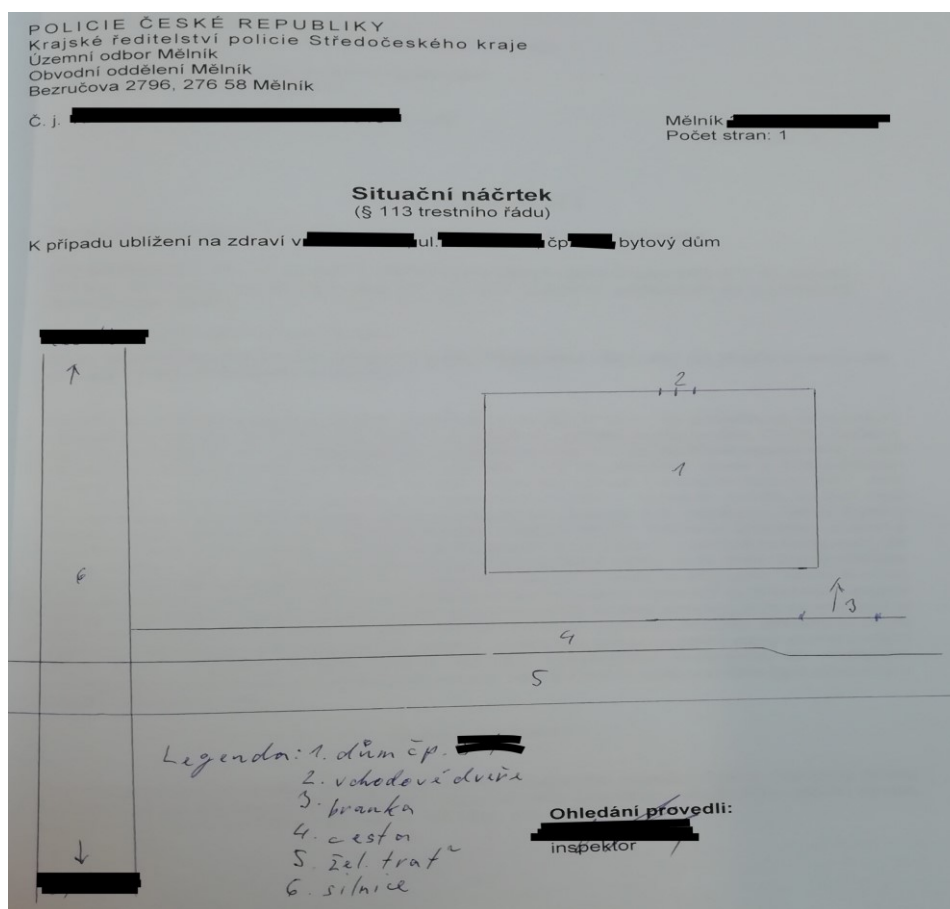 POLICIE ČESKÉ REPUBLIKY
Krajské ředitelství policie Středočeského kraje
Územní odbor Mělník
Obvodní oddělení Mělník
Bezručova 2796, 276 58 Mělník
Č. j.
Mělník
Počet stran: 1
Situační náčrtek
(§ 113 trestního řádu)
K případu ublížení na zdraví v ul. čp bytový dům
2
1
6
3
4
5
Legenda: 1. dům čp.
2. vchodové dveře
3. branka
4. cesta
5. žel. trať
6. silnice
Ohledání provedli:
inspektor